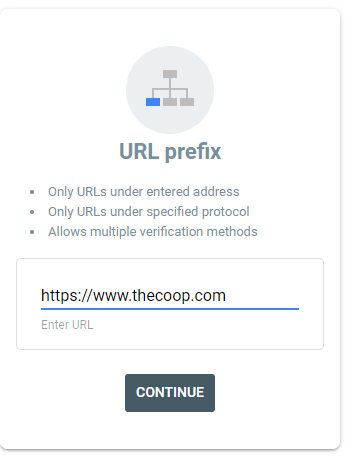 URL prefix
• Only URLs under entered address
• Only URLs under specified protocol
• Allows multiple verification methods
https://www.thecoop.com
Enter URL
CONTINUE